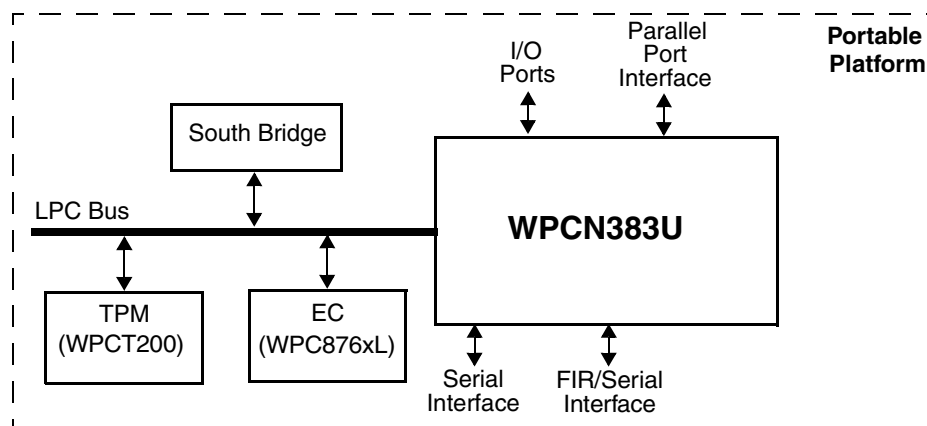 Portable
Platform
I/O
Ports
Parallel
Port
Interface
South Bridge
LPC Bus
WPCN383U
TPM
(WPCT200)
EC
(WPC876xL)
Serial
Interface
FIR/Serial
Interface